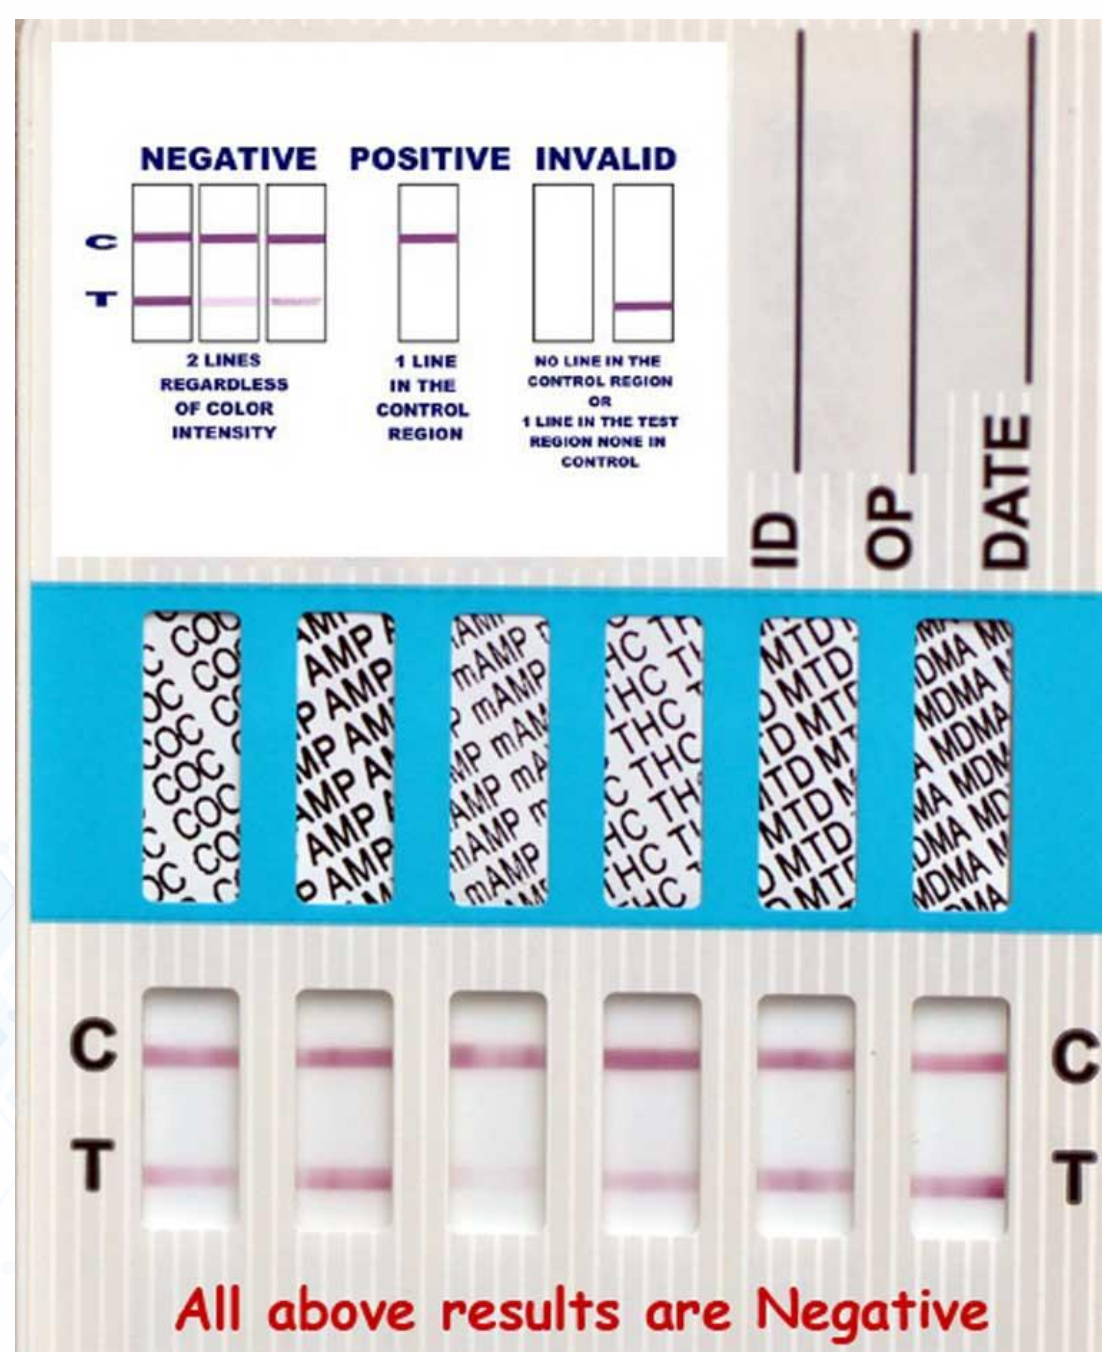 NEGATIVE POSITIVE INVALID
C
T
2 LINES
REGARDLESS
OF COLOR
INTENSITY
1 LINE
IN THE
CONTROL
REGION
NO LINE IN THE
CONTROL REGION
OR
1 LINE IN THE TEST
REGION NONE IN
CONTROL
ID
OP
DATE
COC
AMP
mAMP
THC
MTD
MDMA
C C
T T
All above results are Negative